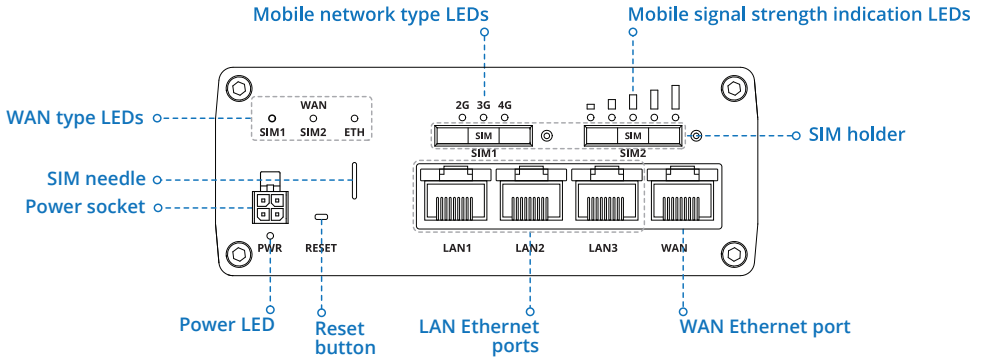 Mobile network type LEDs
Mobile signal strength indication LEDs
WAN
2G 3G 4G
WAN type LEDs
SIM1 SIM2 ETH
SIM
SIM
SIM holder
SIM1
SIM2
SIM needle
Power socket
PWR
RESET
LAN1
LAN2
LAN3
WAN
Power LED
Reset
button
LAN Ethernet
ports
WAN Ethernet port